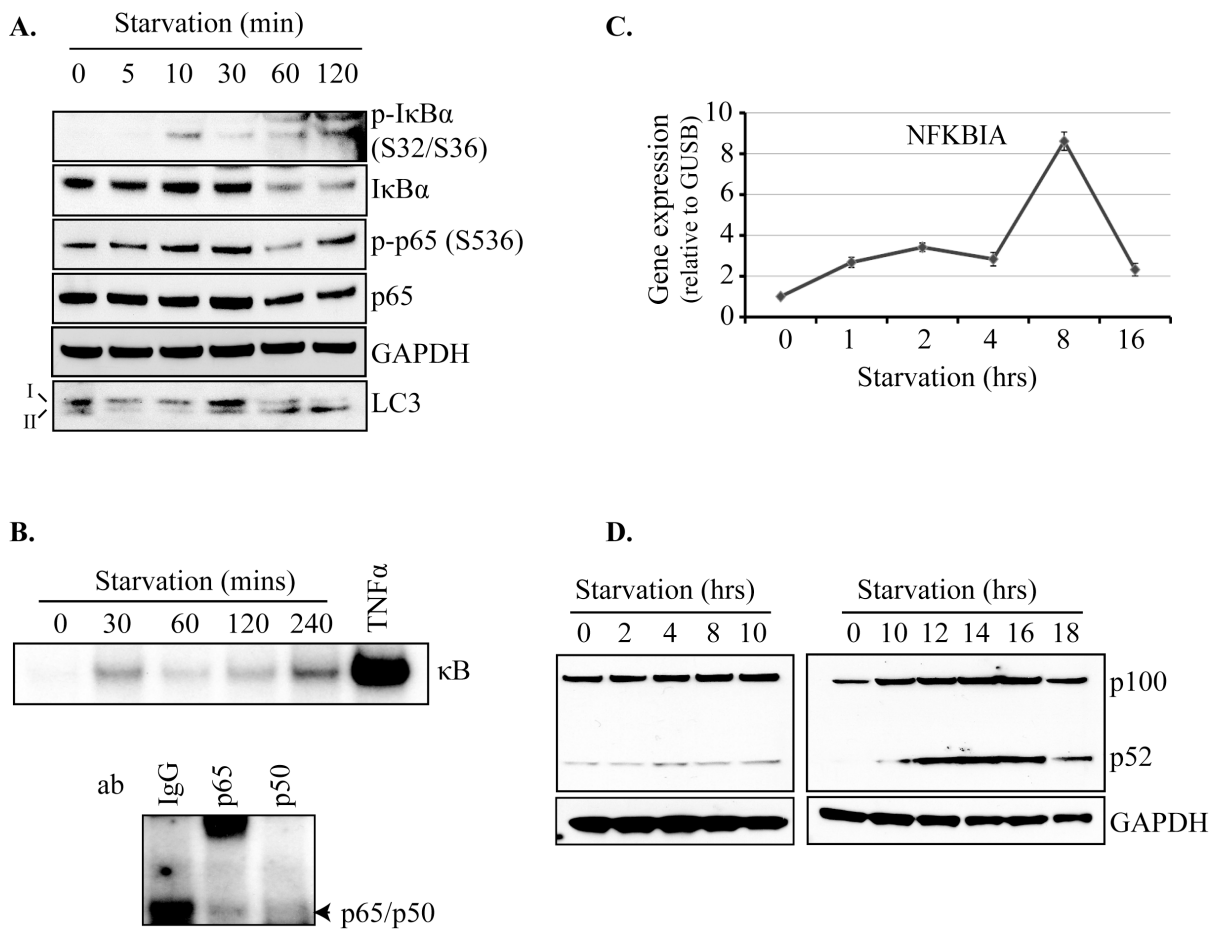 A.
Starvation (min)
0 5 10 30 60 120
p-IκBα
(S32/S36)
IκBα
p-p65 (S536)
p65
GAPDH
I
II
LC3
C.
Gene expression
(relative to GUSB)
10
8
6
4
2
0
NFKBIA
0 1 2 4 8 16
Starvation (hrs)
B.
Starvation (mins)
TNFα
0 30 60 120 240
κB
ab
IgG
p65
p50
p65/p50
D.
Starvation (hrs)
0 2 4 8 10
Starvation (hrs)
0 10 12 14 16 18
p100
p52
GAPDH